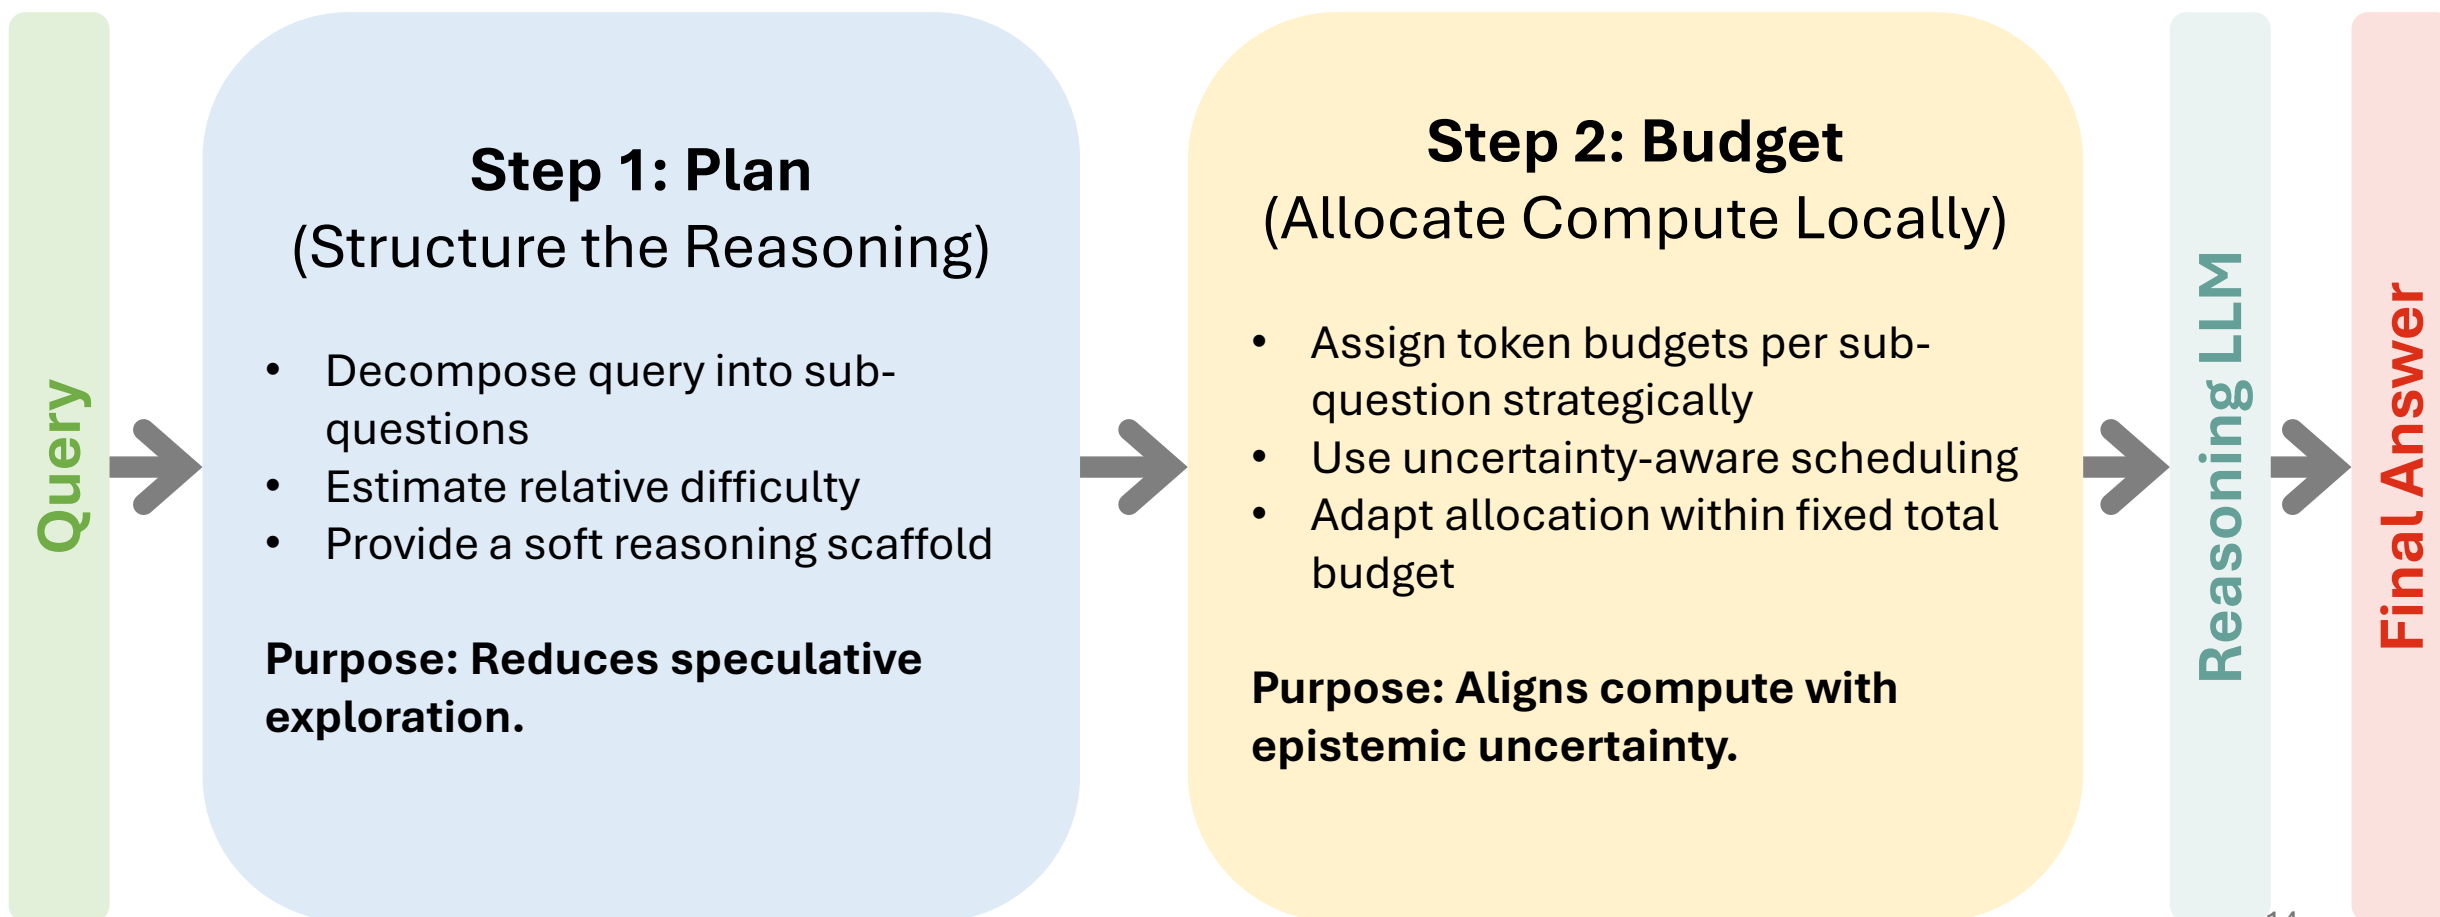 Query
Step 1: Plan
(Structure the Reasoning)
• Decompose query into sub-
questions
• Estimate relative difficulty
• Provide a soft reasoning scaffold
Purpose: Reduces speculative
exploration.
Step 2: Budget
(Allocate Compute Locally)
• Assign token budgets per sub-
question strategically
• Use uncertainty-aware scheduling
• Adapt allocation within fixed total
budget
Purpose: Aligns compute with
epistemic uncertainty.
Reasoning LLM
Final Answer